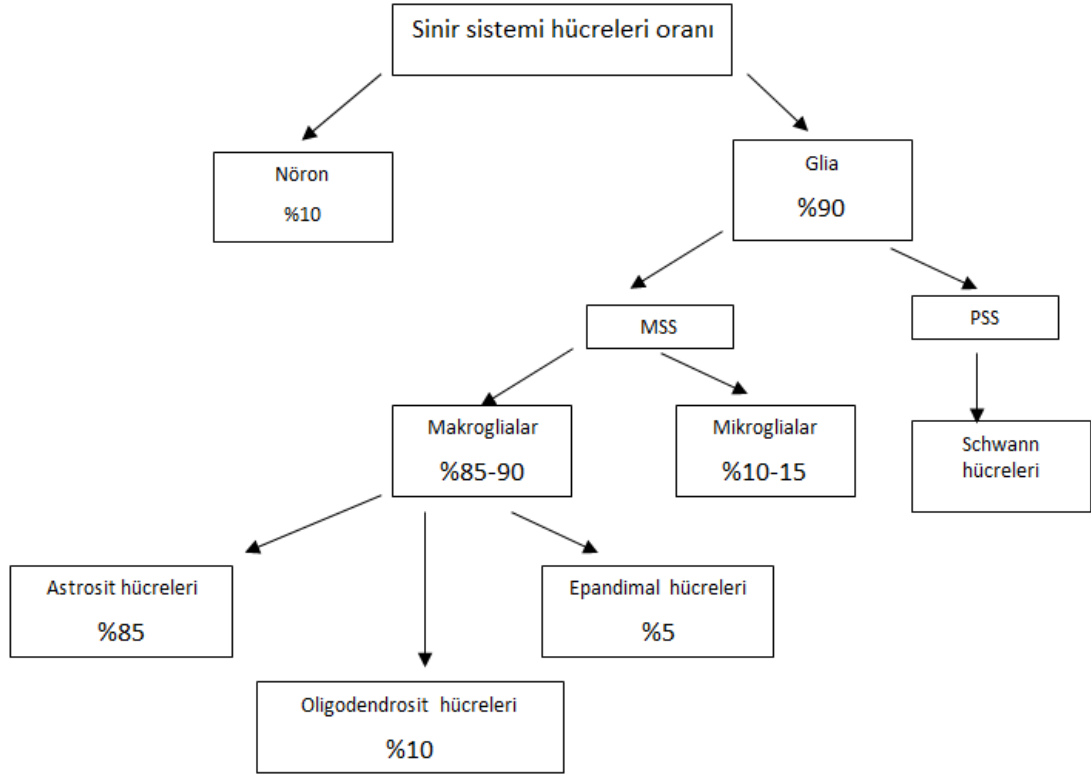 Sinir sistemi hücreleri oranı
Nöron
%10
Glia
%90
MSS
PSS
Makroglialar
%85-90
Mikroglialar
%10-15
Schwann
hücreleri
Astrosit hücreleri
%85
Epandimal hücreleri
%5
Oligodendrosit hücreleri
%10